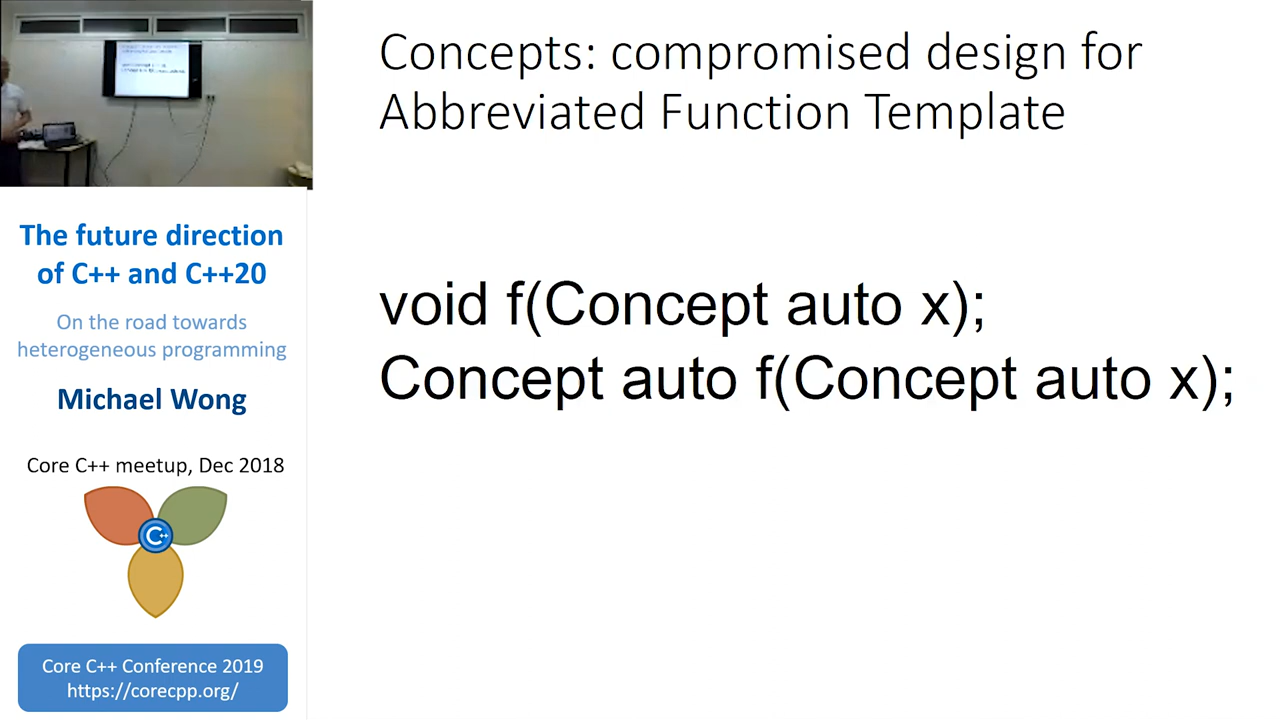 Concepts: compromised design for
Abbreviated Function Template
void f(Concept auto x);
Concept auto f(Concept auto x);
The future direction
of C++ and C++20
On the road towards
heterogeneous programming
Michael Wong
Core C++ meetup, Dec 2018
C++
Core C++ Conference 2019
https://corecpp.org/